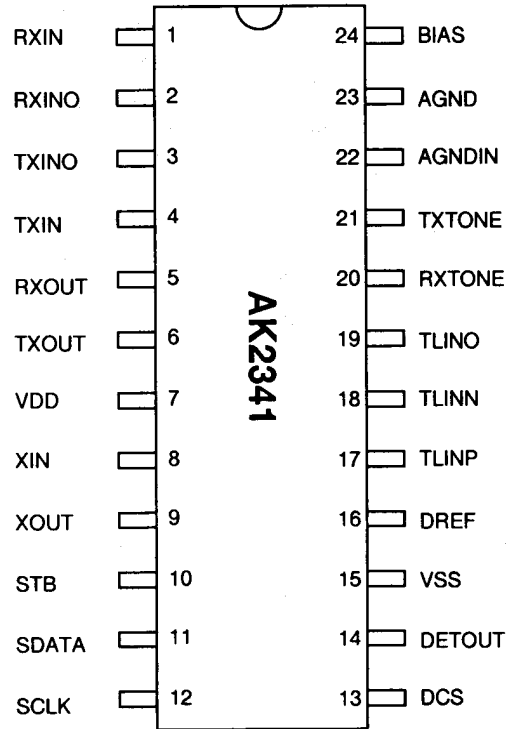 RXIN 1 24 BIAS
RXINO 2 23 AGND
TXINO 3 22 AGNDIN
TXIN 4 21 TXTONE
RXOUT 5 20 RXTONE
TXOUT 6 19 TLINO
VDD 7 18 TLINN
XIN 8 17 TLINP
XOUT 9 16 DREF
STB 10 15 VSS
SDATA 11 14 DETOUT
SCLK 12 13 DCS
AK2341